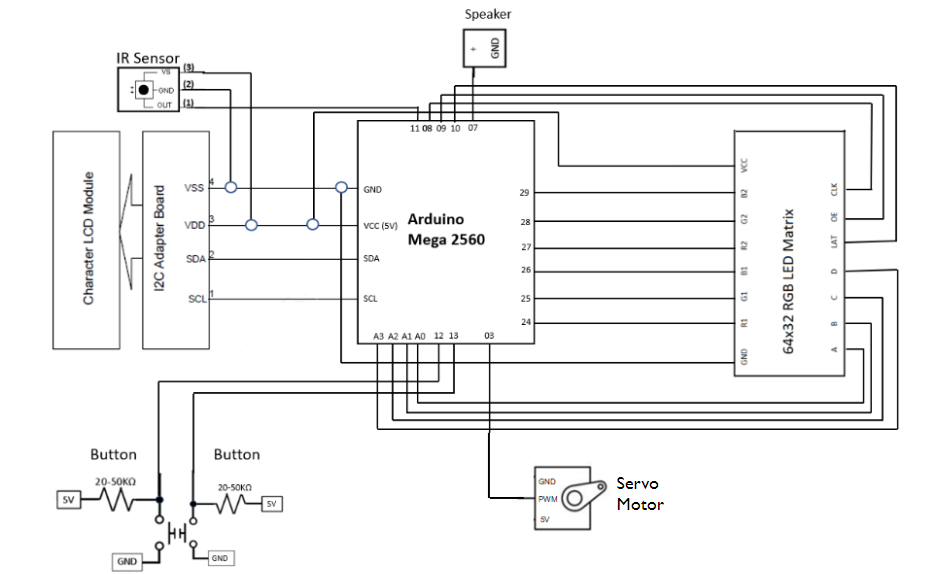 Speaker
+
GND
IR Sensor
VS
(3)
GND
(2)
OUT
(1)
11 08 09 10 07
Character LCD Module
I2C Adapter Board
VSS
4
VDD
3
SDA
2
SCL
1
GND
VCC (5V)
SDA
SCL
Arduino
Mega 2560
29
28
27
26
25
24
A3 A2 A1 A0 12 13 03
VCC
B2
G2
R2
B1
G1
R1
GND
64x32 RGB LED Matrix
CLK
OE
LAT
D
C
B
A
Button
Button
20-50KΩ
20-50KΩ
5V
5V
GND
GND
GND
PWM
5V
Servo
Motor